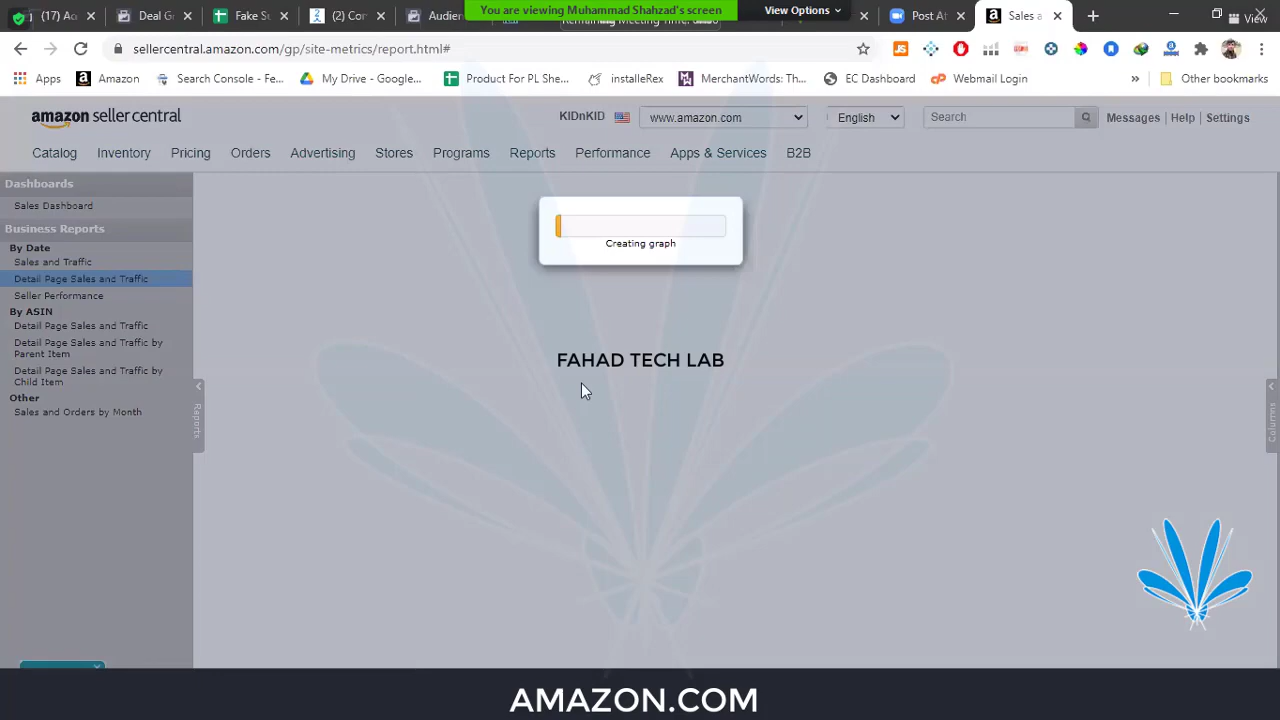 (17) Ac
Deal Gr
Fake Su
(2) Con
Audien
You are viewing Muhammad Shahzad's screen
View Options
Post At
Sales a
View
sellercentral.amazon.com/gp/site-metrics/report.html#
Apps
Amazon
Search Console - Fe...
My Drive - Google...
Product For PL She...
installeRex
MerchantWords: Th...
EC Dashboard
Webmail Login
Other bookmarks
amazon seller central
KIDnKID
www.amazon.com
English
Search
Messages
Help
Settings
Catalog
Inventory
Pricing
Orders
Advertising
Stores
Programs
Reports
Performance
Apps & Services
B2B
Dashboards
Sales Dashboard
Business Reports
By Date
Sales and Traffic
Detail Page Sales and Traffic
Seller Performance
By ASIN
Detail Page Sales and Traffic
Detail Page Sales and Traffic by
Parent Item
Detail Page Sales and Traffic by
Child Item
Other
Sales and Orders by Month
Reports
Columns
Creating graph
FAHAD TECH LAB
AMAZON.COM